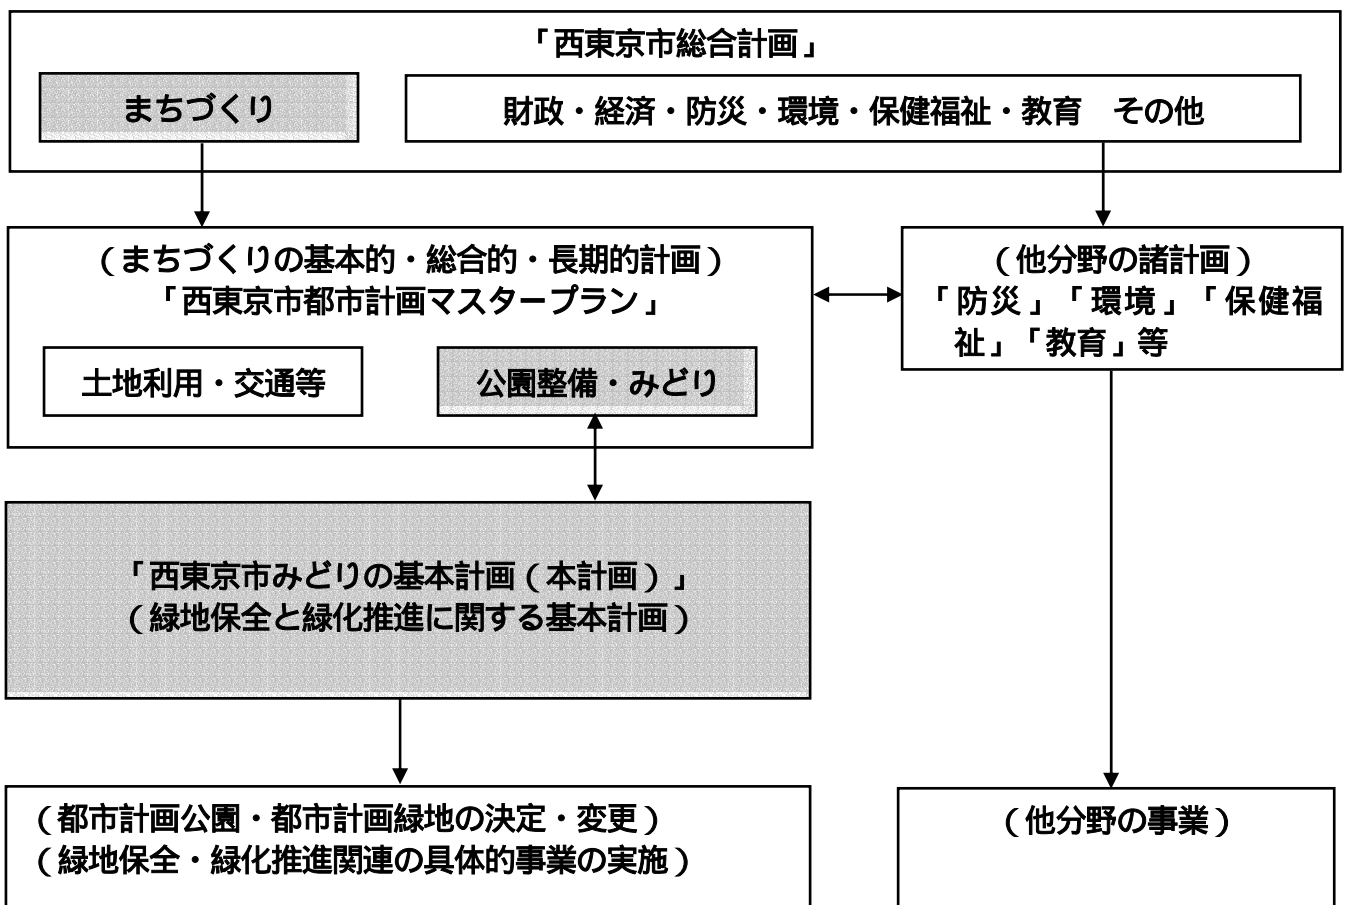 「西東京市総合計画」
まちづくり
財政・経済・防災・環境・保健福祉・教育　その他
（まちづくりの基本的・総合的・長期的計画）
「西東京市都市計画マスタープラン」
土地利用・交通等
公園整備・みどり
（他分野の諸計画）
「防災」「環境」「保健福
祉」「教育」等
「西東京市みどりの基本計画（本計画）」
（緑地保全と緑化推進に関する基本計画）
（都市計画公園・都市計画緑地の決定・変更）
（緑地保全・緑化推進関連の具体的事業の実施）
（他分野の事業）